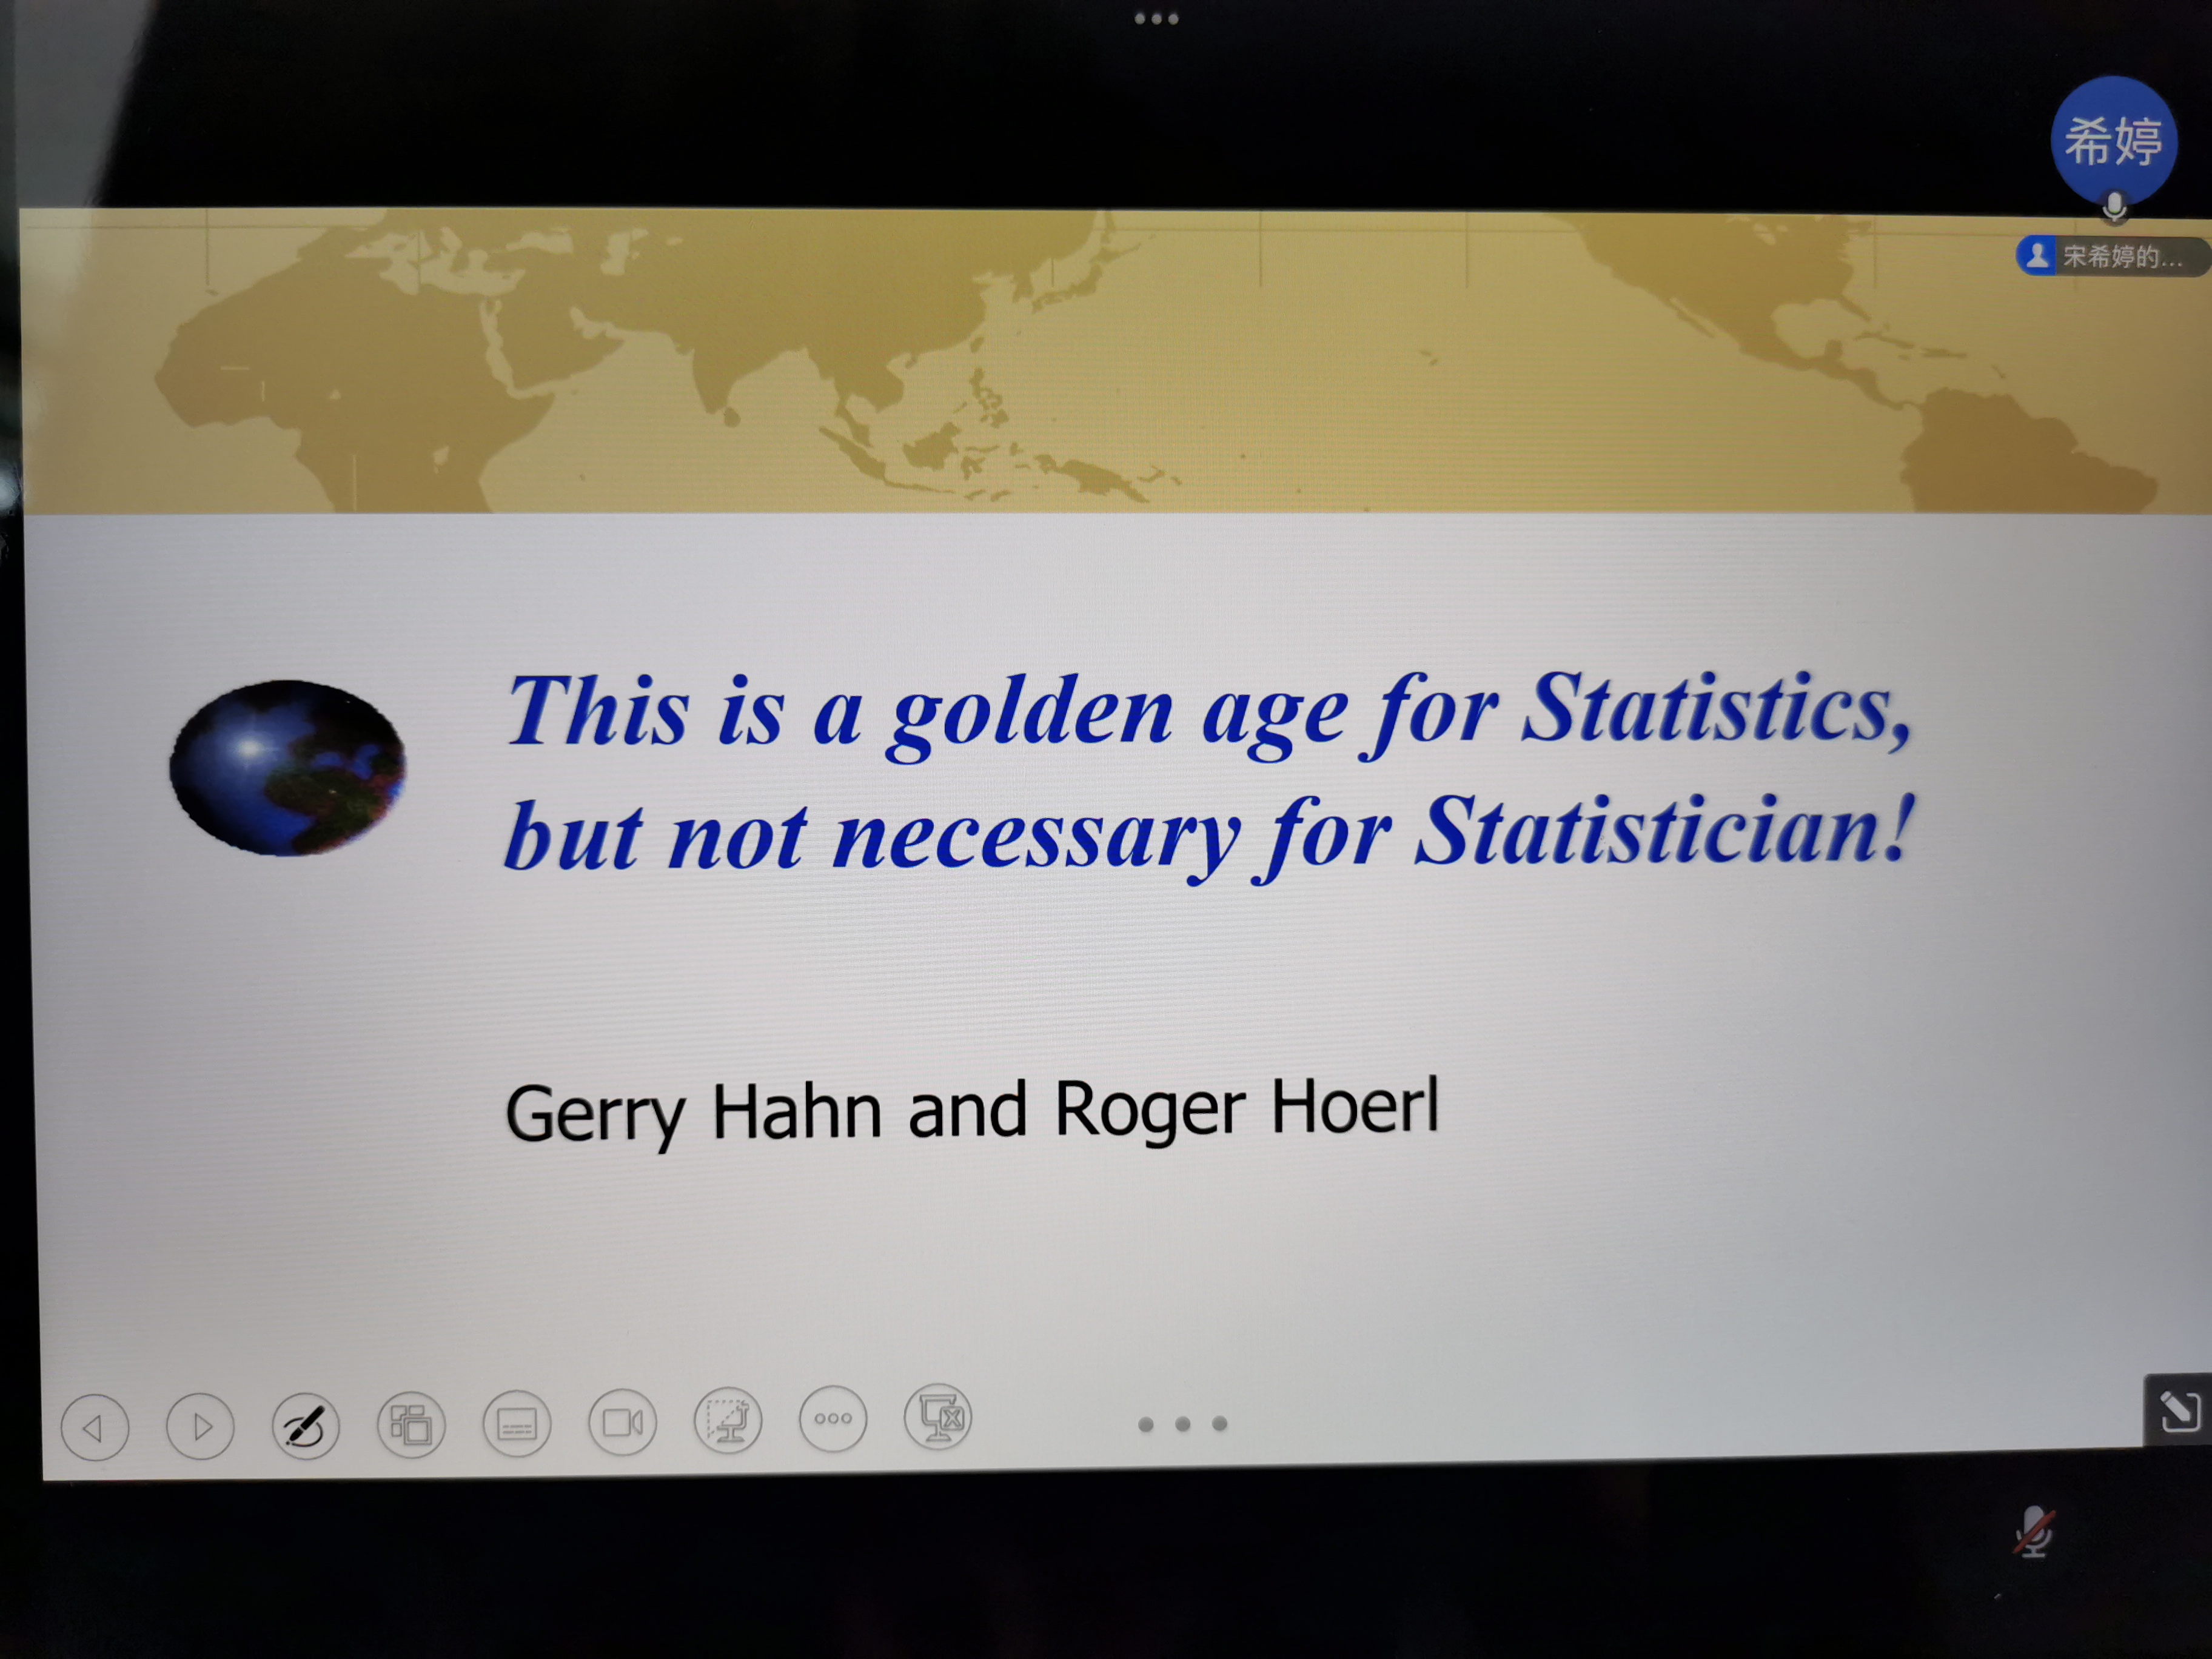 希婷
宋希婷的...
This is a golden age for Statistics,
but not necessary for Statistician!
Gerry Hahn and Roger Hoerl